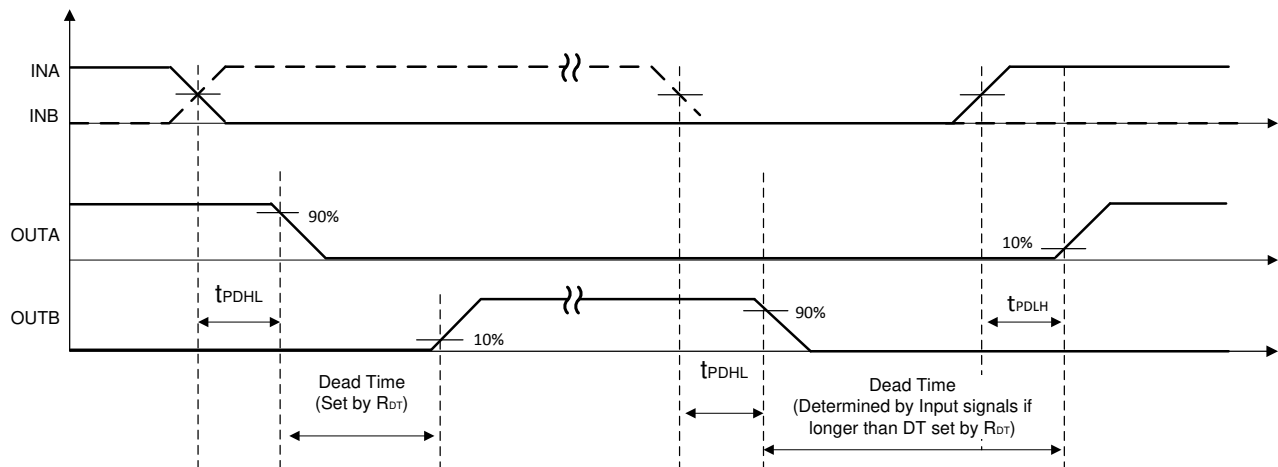 INA
INB
OUTA
90%
10%
tPDHL
tPDLH
OUTB
10%
90%
tPDHL
Dead Time
(Set by RDT)
Dead Time
(Determined by Input signals if
longer than DT set by RDT)